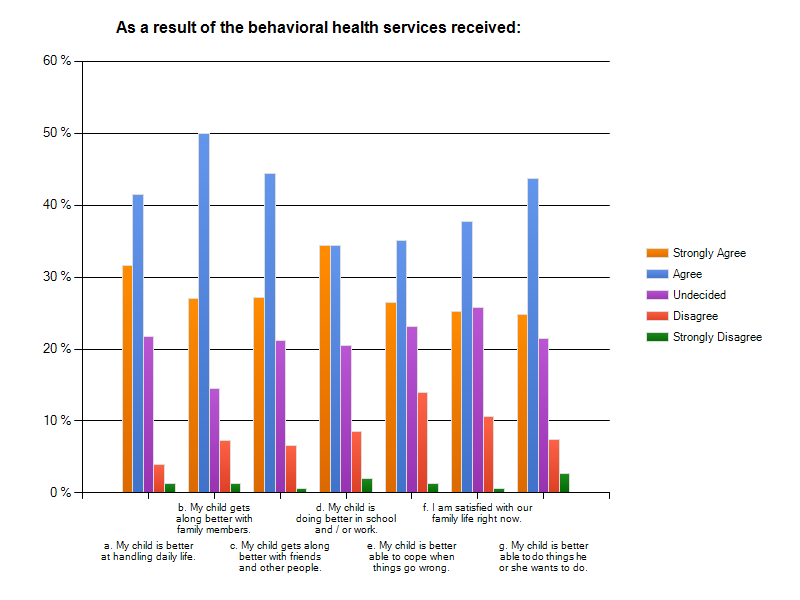 As a result of the behavioral health services received:
60 %
50 %
40 %
30 %
20 %
10 %
0 %
Strongly Agree
Agree
Undecided
Disagree
Strongly Disagree
a. My child is better
at handling daily life.
b. My child gets
along better with
family members.
c. My child gets along
better with friends
and other people.
d. My child is
doing better in school
and / or work.
e. My child is better
able to cope when
things go wrong.
f. I am satisfied with our
family life right now.
g. My child is better
able to do things he
or she wants to do.